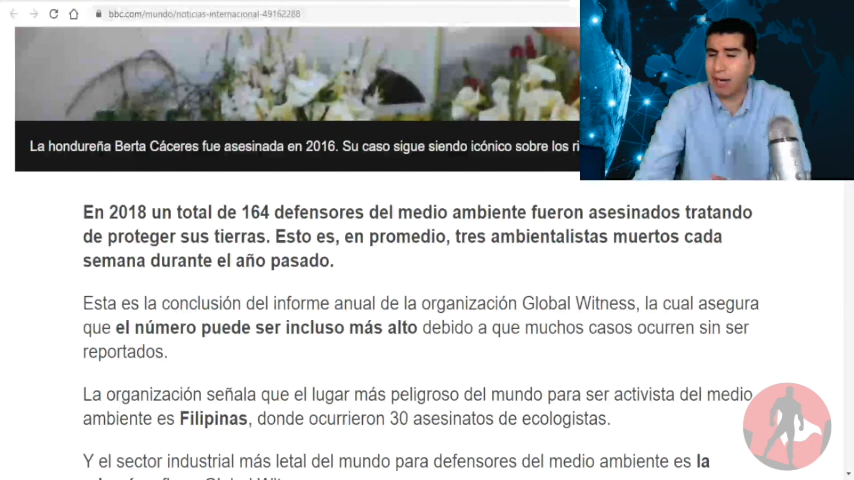 bbc.com/mundo/noticias-internacional-49162288
La hondureña Berta Cáceres fue asesinada en 2016. Su caso sigue siendo icónico sobre los
En 2018 un total de 164 defensores del medio ambiente fueron asesinados tratando
de proteger sus tierras. Esto es, en promedio, tres ambientalistas muertos cada
semana durante el año pasado.
Esta es la conclusión del informe anual de la organización Global Witness, la cual asegura
que el número puede ser incluso más alto debido a que muchos casos ocurren sin ser
reportados.
La organización señala que el lugar más peligroso del mundo para ser activista del medio
ambiente es Filipinas, donde ocurrieron 30 asesinatos de ecologistas.
Y el sector industrial más letal del mundo para defensores del medio ambiente es la